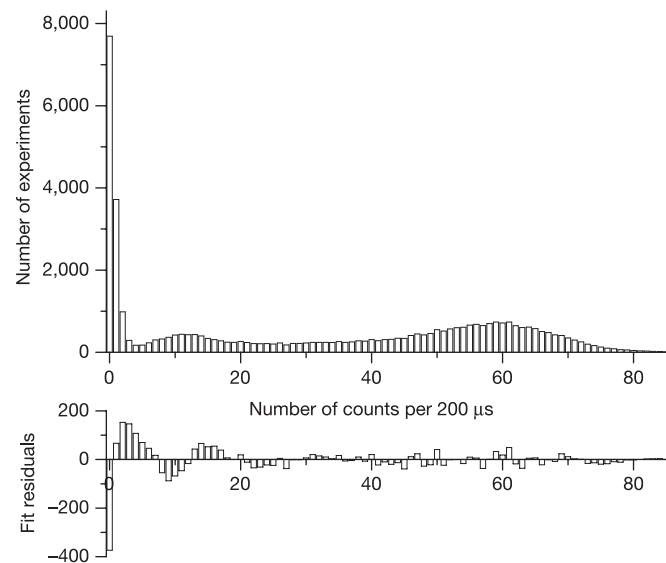 8,000
6,000
4,000
2,000
0
Number of experiments
0 20 40 60 80
Number of counts per 200 μs
200
0
−200
−400
Fit residuals
0 20 40 60 80